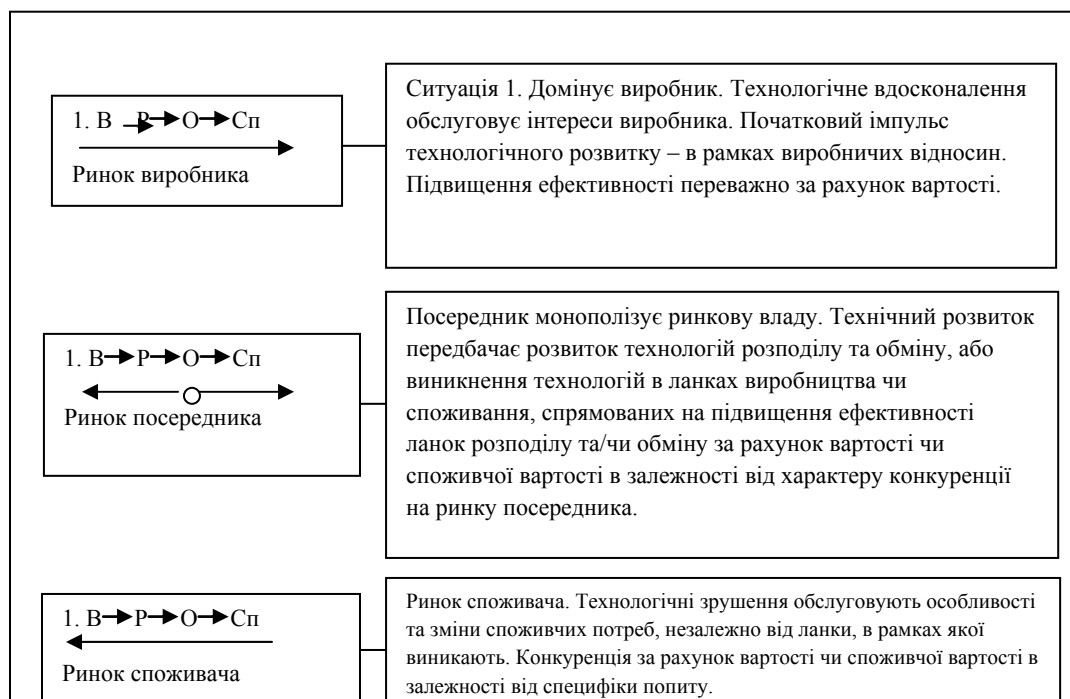 1. В Р О Сп
Ринок виробника
Ситуація 1. Домінує виробник. Технологічне вдосконалення
обслуговує інтереси виробника. Початковий імпульс
технологічного розвитку – в рамках виробничих відносин.
Підвищення ефективності переважно за рахунок вартості.
1. В Р О Сп
Ринок посередника
Посередник монополізує ринкову владу. Технічний розвиток
передбачає розвиток технологій розподілу та обміну, або
виникнення технологій в ланках виробництва чи
споживання, спрямованих на підвищення ефективності
ланок розподілу та/чи обміну за рахунок вартості чи
споживчої вартості в залежності від характеру конкуренції
на ринку посередника.
1. В Р О Сп
Ринок споживача
Ринок споживача. Технологічні зрушення обслуговують особливості
та зміни споживчих потреб, незалежно від ланки, в рамках якої
виникають. Конкуренція за рахунок вартості чи споживчої вартості в
залежності від специфіки попиту.